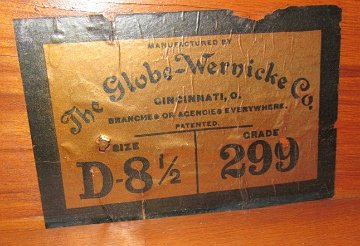 MANUFACTURED BY
The Globe-Wernicke Co.
CINCINNATI, O.
BRANCHES OR AGENCIES EVERYWHERE.
PATENTED.
SIZE
D-8½
GRADE
299